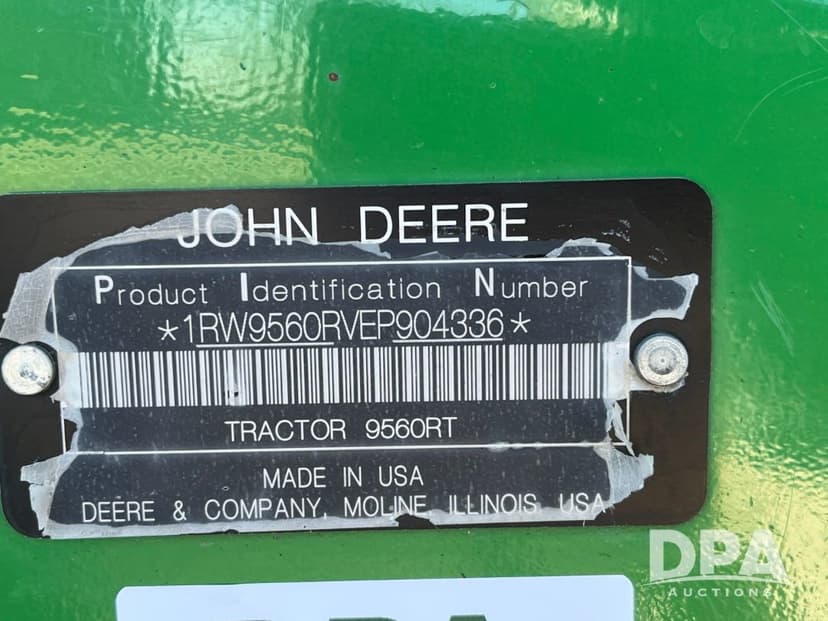 JOHN DEERE
Product Identification Number
*1RW9560RVEP904336*
TRACTOR 9560RT
MADE IN USA
DEERE & COMPANY, MOLINE, ILLINOIS, USA
DPA
AUCTIONS